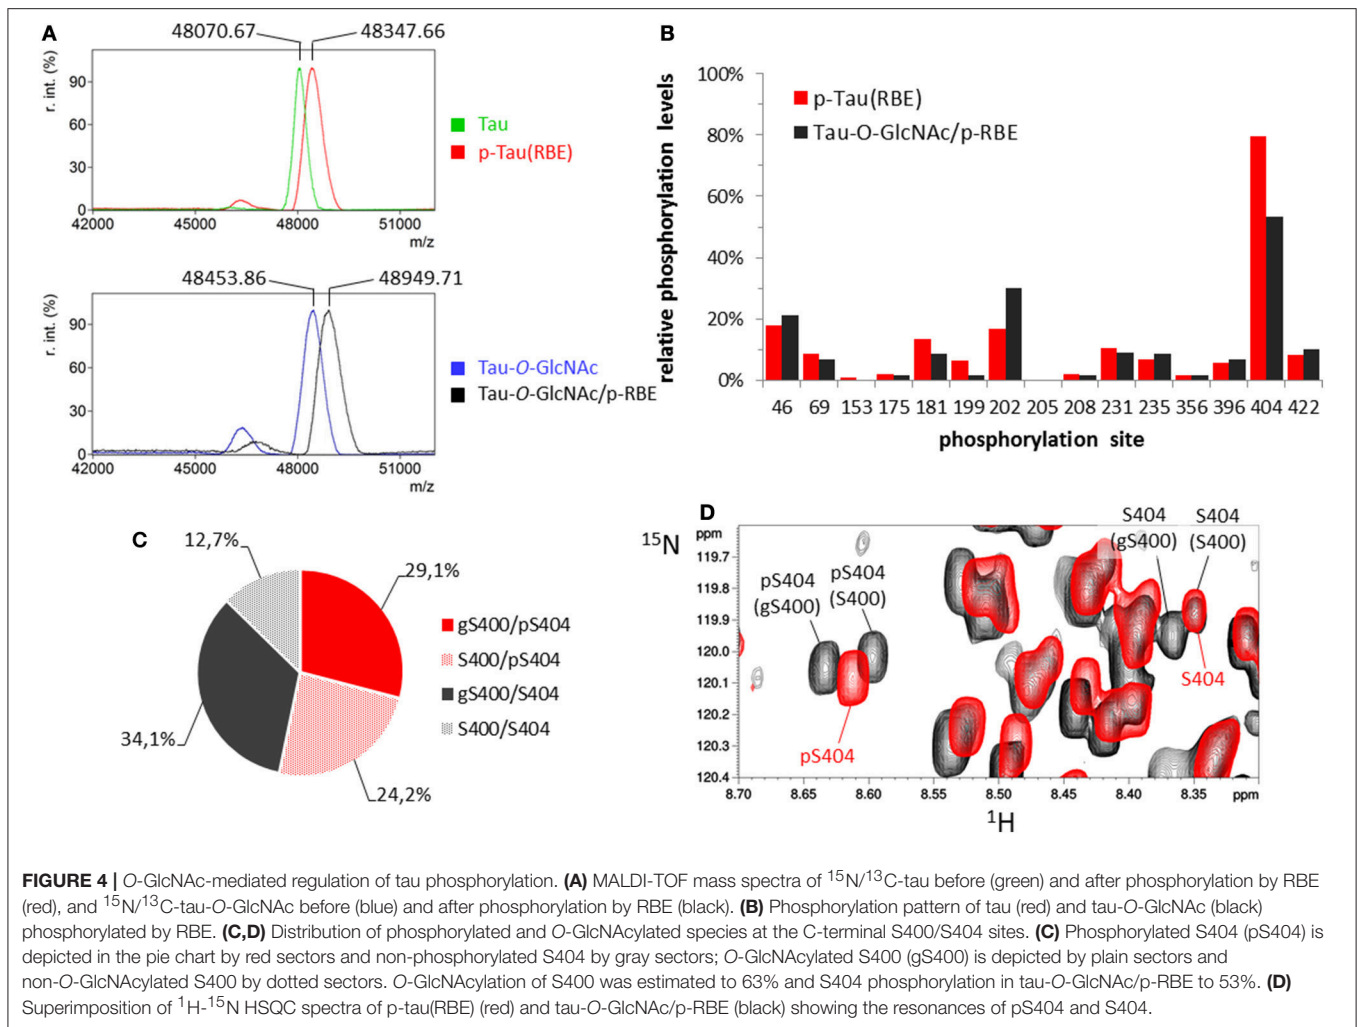 A
48070.67 48347.66
r. int. (%)
90
60
30
0
42000 45000 48000 51000
m/z
Tau
p-Tau(RBE)
48453.86 48949.71
r. int. (%)
90
60
30
0
42000 45000 48000 51000
m/z
Tau-O-GlcNAc
Tau-O-GlcNAc/p-RBE
B
relative phosphorylation levels
100%
80%
60%
40%
20%
0%
p-Tau(RBE)
Tau-O-GlcNAc/p-RBE
46 69 153 175 181 199 202 205 208 231 235 356 396 404 422
phosphorylation site
C
12,7%
29,1%
34,1%
24,2%
gS400/pS404
S400/pS404
gS400/S404
S400/S404
D
15N
ppm
119.7
119.8
119.9
120.0
120.1
120.2
120.3
120.4
pS404
(gS400)
pS404
(S400)
S404
(gS400)
S404
(S400)
pS404
S404
8.70 8.65 8.60 8.55 8.50 8.45 8.40 8.35 ppm
1H
FIGURE 4 | O-GlcNAc-mediated regulation of tau phosphorylation. (A) MALDI-TOF mass spectra of 15N/13C-tau before (green) and after phosphorylation by RBE
(red), and 15N/13C-tau-O-GlcNAc before (blue) and after phosphorylation by RBE (black). (B) Phosphorylation pattern of tau (red) and tau-O-GlcNAc (black)
phosphorylated by RBE. (C,D) Distribution of phosphorylated and O-GlcNAcylated species at the C-terminal S400/S404 sites. (C) Phosphorylated S404 (pS404) is
depicted in the pie chart by red sectors and non-phosphorylated S404 by gray sectors; O-GlcNAcylated S400 (gS400) is depicted by plain sectors and
non-O-GlcNAcylated S400 by dotted sectors. O-GlcNAcylation of S400 was estimated to 63% and S404 phosphorylation in tau-O-GlcNAc/p-RBE to 53%. (D)
Superimposition of 1H-15N HSQC spectra of p-tau(RBE) (red) and tau-O-GlcNAc/p-RBE (black) showing the resonances of pS404 and S404.